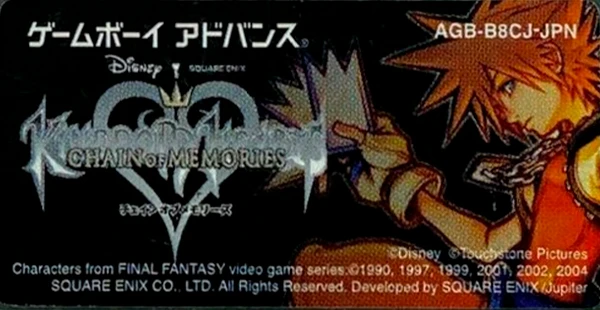 ゲームボーイ アドバンス®
AGB-B8CJ-JPN
Disney SQUARE ENIX
KINGDOM HEARTS
CHAIN OF MEMORIES
チェイン オブ メモリーズ
©Disney ©Touchstone Pictures
Characters from FINAL FANTASY video game series:©1990, 1997, 1999, 2001, 2002, 2004
SQUARE ENIX CO., LTD. All Rights Reserved. Developed by SQUARE ENIX/Jupiter